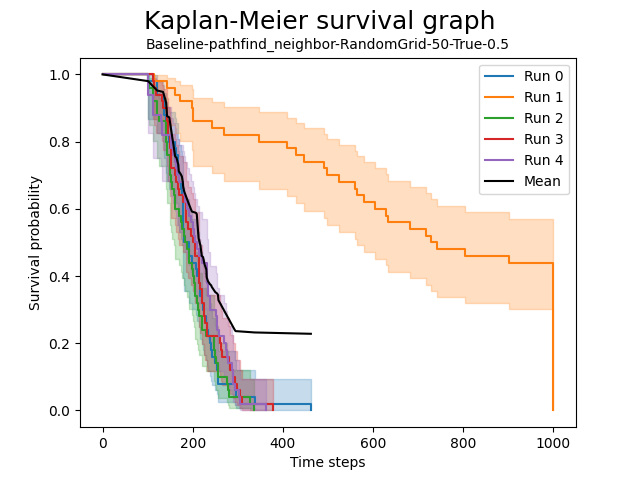 Kaplan-Meier survival graph
Baseline-pathfind_neighbor-RandomGrid-50-True-0.5
1.0
0.8
0.6
0.4
0.2
0.0
Survival probability
0
200
400
600
800
1000
Time steps
Run 0
Run 1
Run 2
Run 3
Run 4
Mean